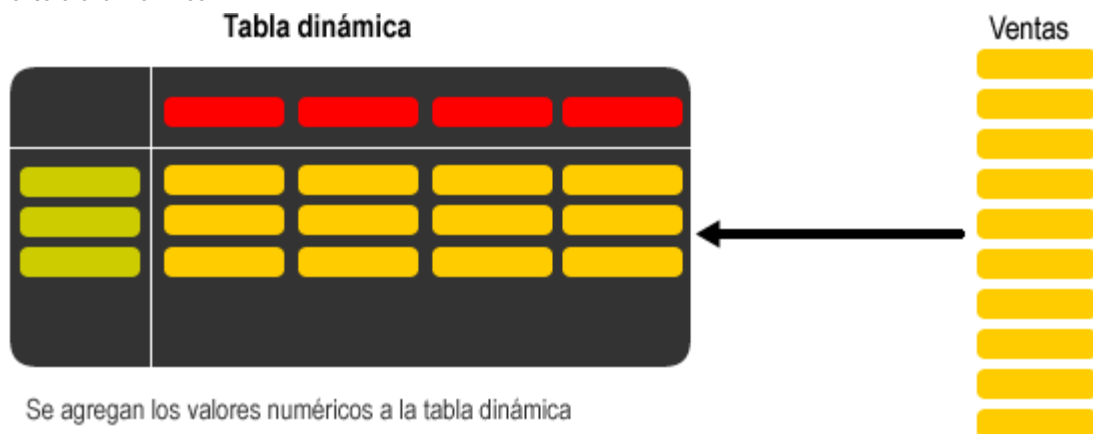 Tabla dinámica
Ventas
Se agregan los valores numéricos a la tabla dinámica